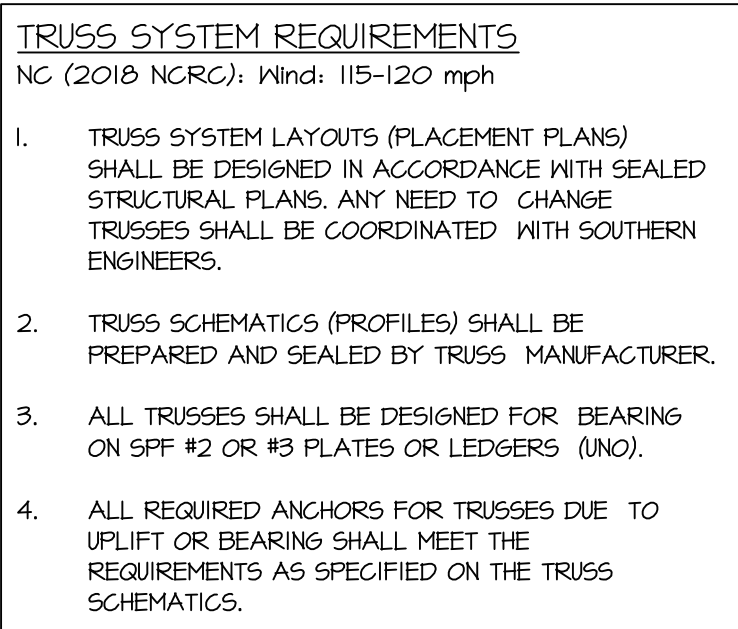 TRUSS SYSTEM REQUIREMENTS
NC (2018 NCRC): Wind: 115-120 mph
1. TRUSS SYSTEM LAYOUTS (PLACEMENT PLANS)
SHALL BE DESIGNED IN ACCORDANCE WITH SEALED
STRUCTURAL PLANS. ANY NEED TO CHANGE
TRUSSES SHALL BE COORDINATED WITH SOUTHERN
ENGINEERS.
2. TRUSS SCHEMATICS (PROFILES) SHALL BE
PREPARED AND SEALED BY TRUSS MANUFACTURER.
3. ALL TRUSSES SHALL BE DESIGNED FOR BEARING
ON SPF #2 OR #3 PLATES OR LEDGERS (UNO).
4. ALL REQUIRED ANCHORS FOR TRUSSES DUE TO
UPLIFT OR BEARING SHALL MEET THE
REQUIREMENTS AS SPECIFIED ON THE TRUSS
SCHEMATICS.